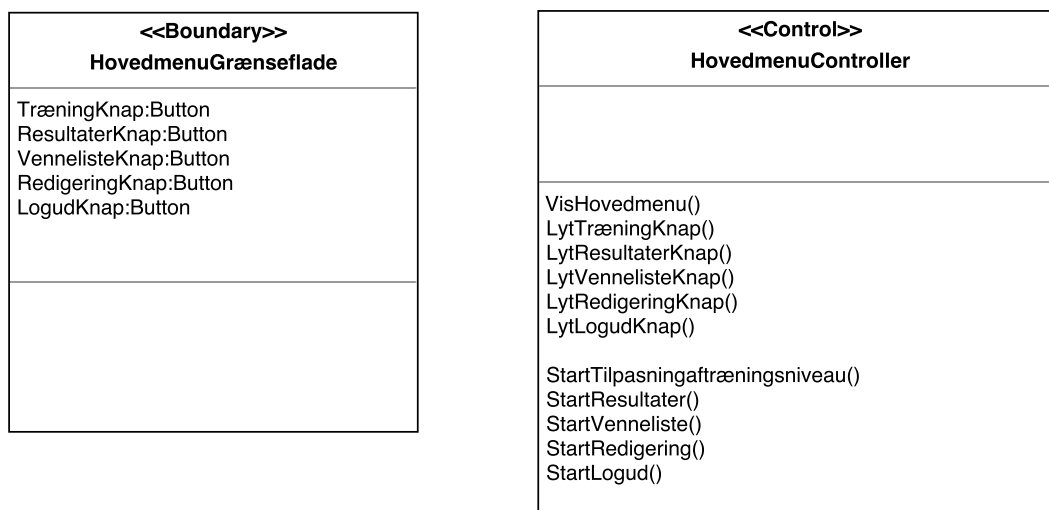 <<Boundary>>
HovedmenuGrænseflade
TræningKnap:Button
ResultaterKnap:Button
VennelisteKnap:Button
RedigeringKnap:Button
LogudKnap:Button
<<Control>>
HovedmenuController
VisHovedmenu()
LytTræningKnap()
LytResultaterKnap()
LytVennelisteKnap()
LytRedigeringKnap()
LytLogudKnap()
StartTilpasningaftræningsniveau()
StartResultater()
StartVenneliste()
StartRedigering()
StartLogud()